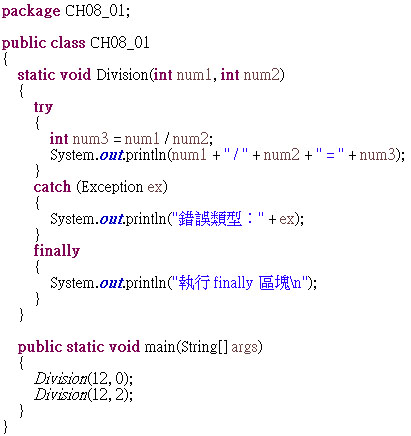 package CH08_01;
public class CH08_01
{
static void Division(int num1, int num2)
{
try
{
int num3 = num1 / num2;
System.out.println(num1 + " / " + num2 + " = " + num3);
}
catch (Exception ex)
{
System.out.println("錯誤類型：" + ex);
}
finally
{
System.out.println("執行 finally 區塊\n");
}
}
public static void main(String[] args)
{
Division(12, 0);
Division(12, 2);
}
}